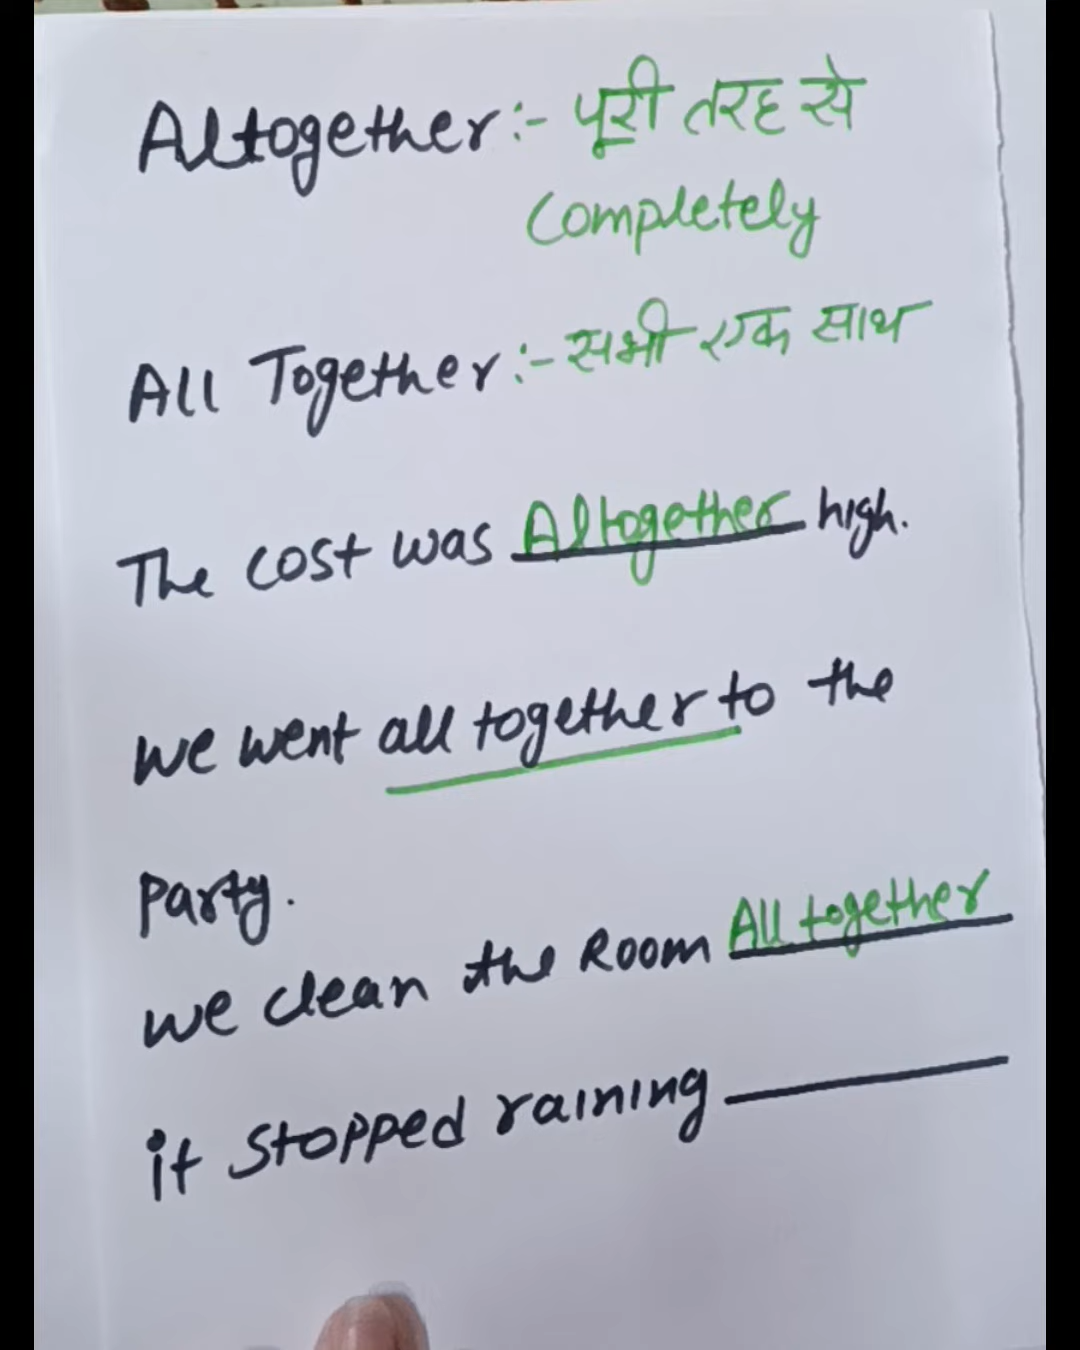 Altogether:- पूरी तरह से
Completely
All Together:- सभी एक साथ
The cost was Altogether high.
we went all together to the
party.
we clean the Room All together
it stopped raining